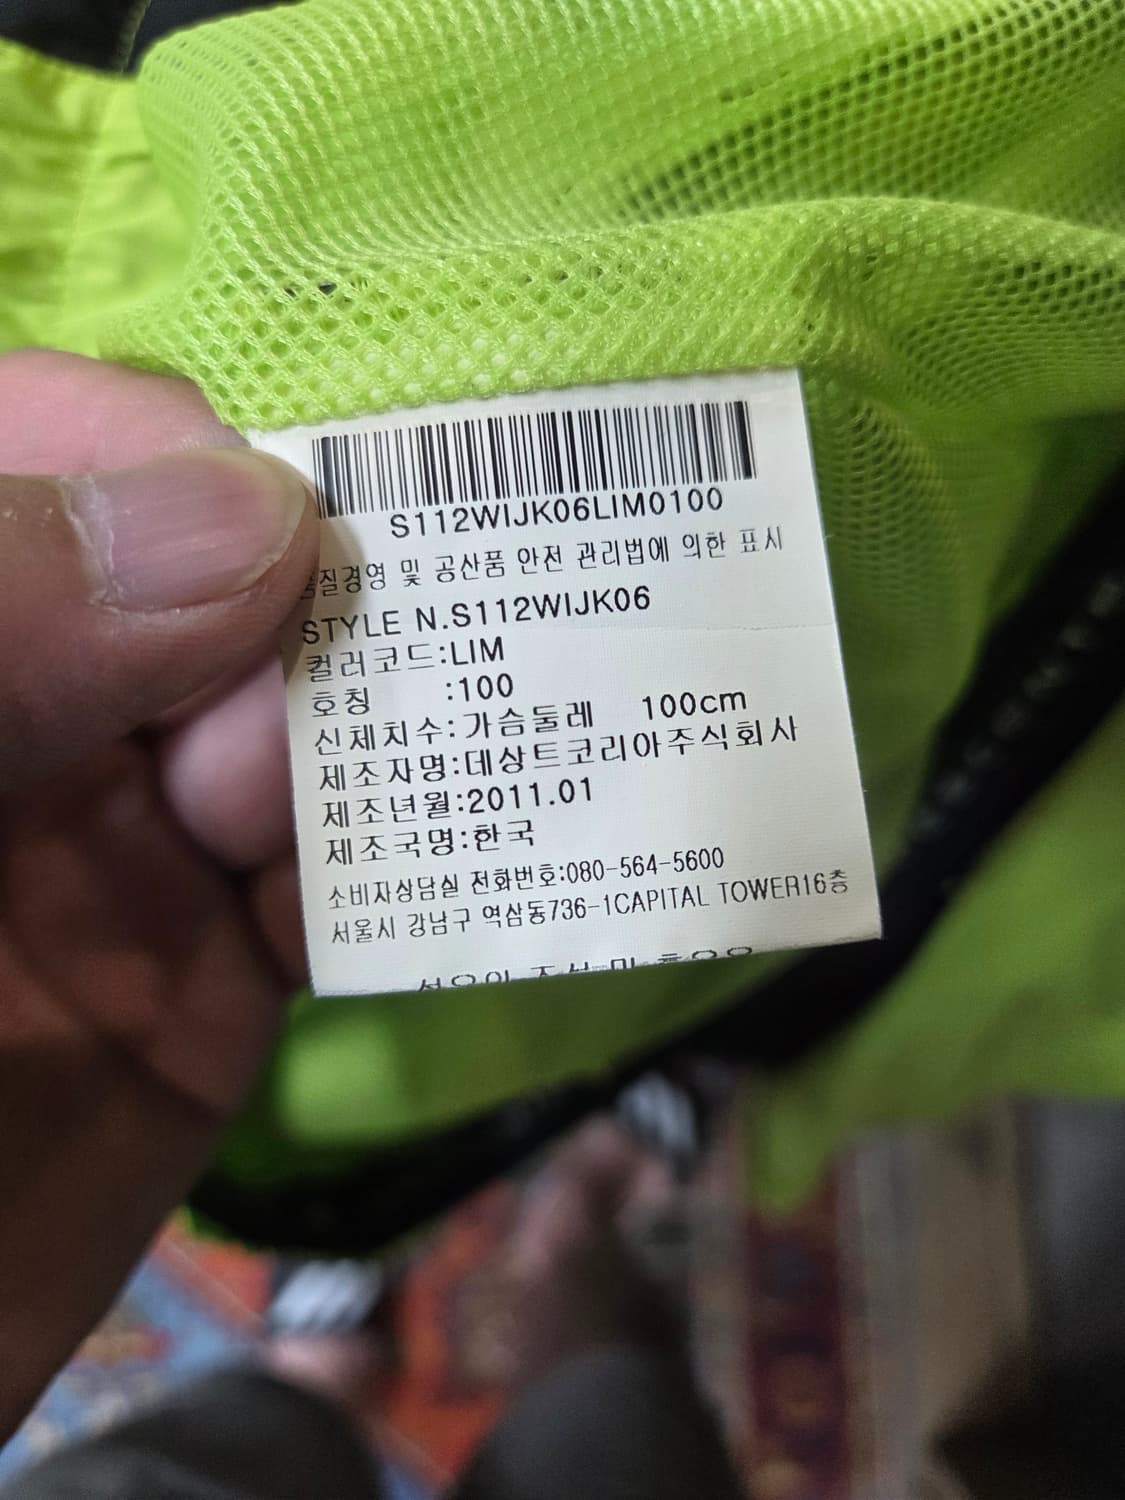 S112WIJK06LIM0100
품질경영 및 공산품 안전 관리법에 의한 표시
STYLE N.S112WIJK06
컬러코드:LIM
호칭 :100
신체치수:가슴둘레 100cm
제조자명:데상트코리아주식회사
제조년월:2011.01
제조국명:한국
소비자상담실 전화번호:080-564-5600
서울시 강남구 역삼동736-1CAPITAL TOWER16층